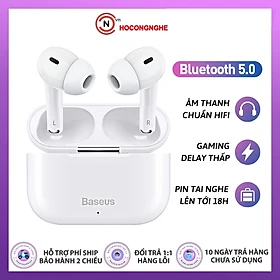 N
HOCONGNGHE
Bluetooth 5.0
ÂM THANH
CHUẨN HIFI
GAMING
DELAY THẤP
PIN TAI NGHE
LÊN TỚI 18H
L
R
Baseus
HỖ TRỢ PHÍ SHIP
BẢO HÀNH 2 CHIỀU
ĐỔI TRẢ 1:1
HÀNG LỖI
10 NGÀY TRẢ HÀNG
CHƯA SỬ DỤNG